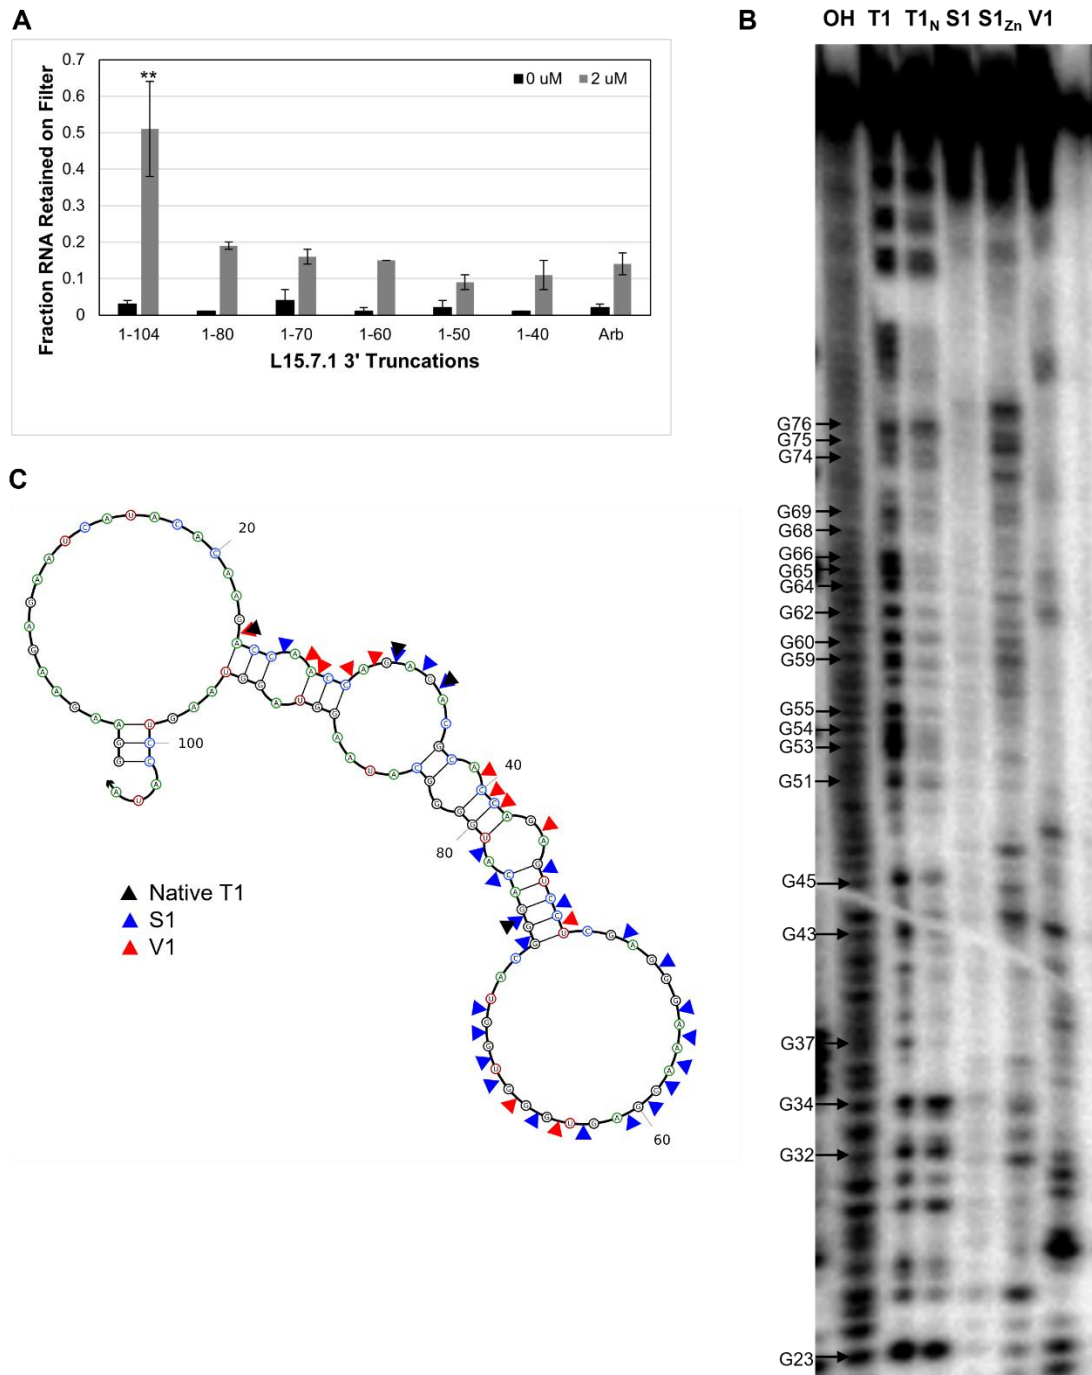 A
0.7
0.6
0.5
0.4
0.3
0.2
0.1
0
Fraction RNA Retained on Filter
**
0 uM 2 uM
1-104 1-80 1-70 1-60 1-50 1-40 Arb
L15.7.1 3' Truncations
B
OH T1 T1N S1 S1Zn V1
G76
G75
G74
G69
G68
G66
G65
G64
G62
G60
G59
G55
G54
G53
G51
G45
G43
G37
G34
G32
G23
C
20
100
40
80
60
Native T1
S1
V1